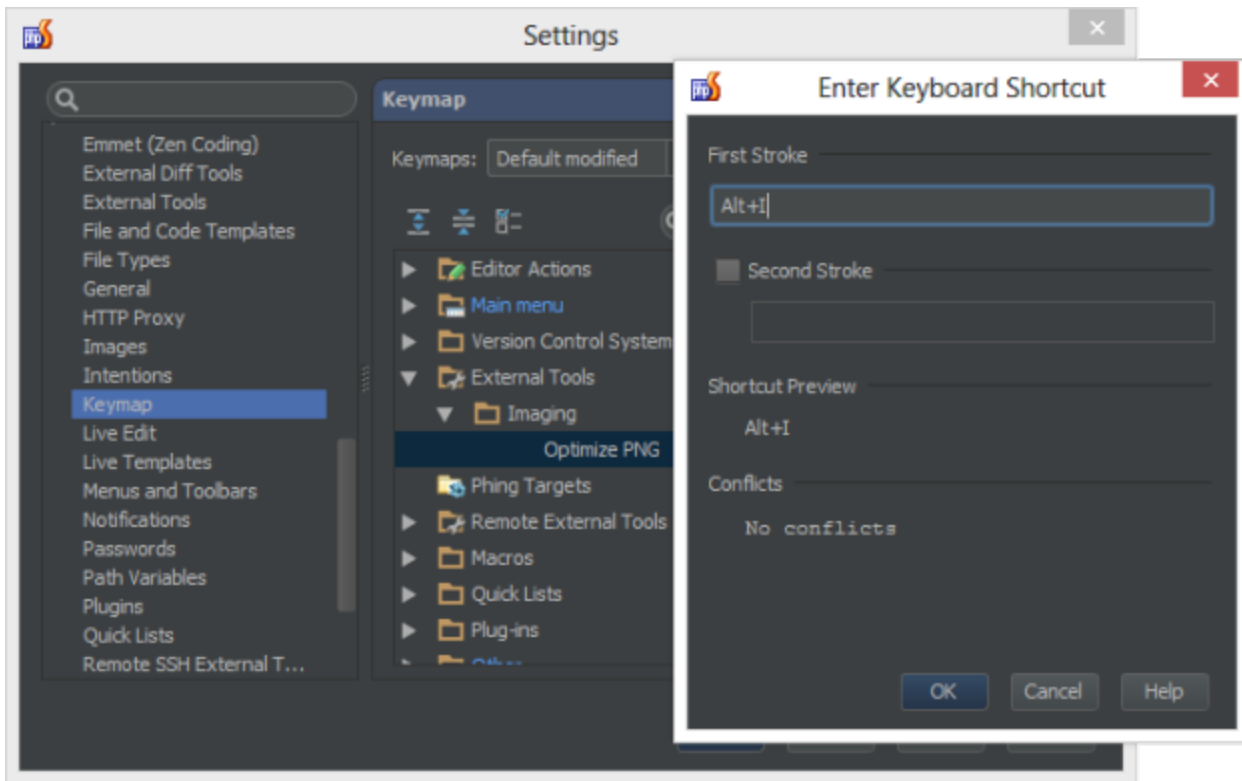 Settings
Emmet (Zen Coding)
External Diff Tools
External Tools
File and Code Templates
File Types
General
HTTP Proxy
Images
Intentions
Keymap
Live Edit
Live Templates
Menus and Toolbars
Notifications
Passwords
Path Variables
Plugins
Quick Lists
Remote SSH External T...
Keymap
Keymaps: Default modified
Editor Actions
Main menu
Version Control System
External Tools
Imaging
Optimize PNG
Phing Targets
Remote External Tools
Macros
Quick Lists
Plug-ins
Enter Keyboard Shortcut
First Stroke
Alt+I
Second Stroke
Shortcut Preview
Alt+I
Conflicts
No conflicts
OK Cancel Help